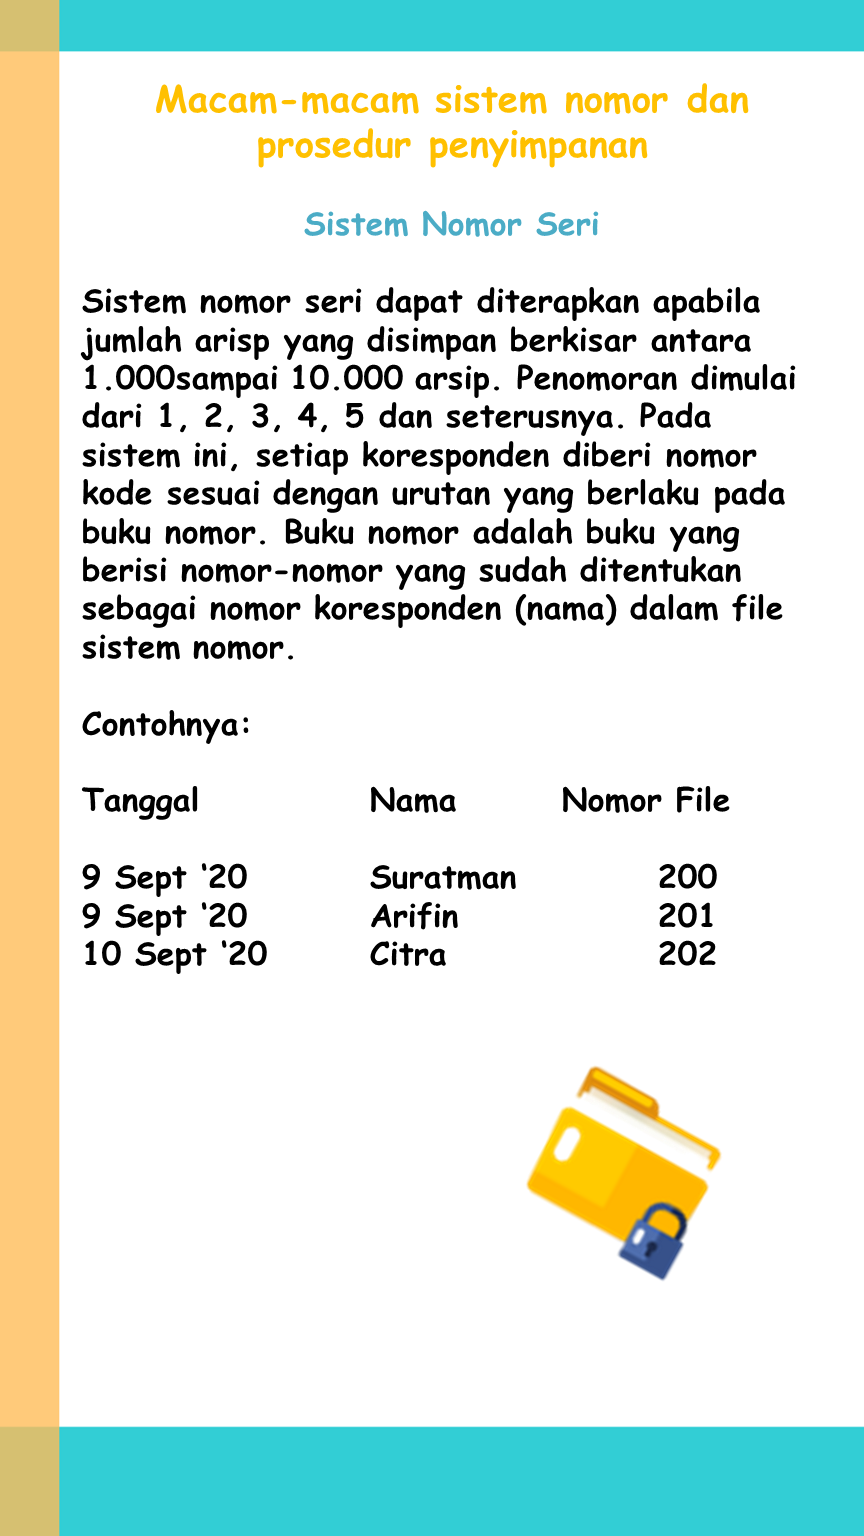 Macam-macam sistem nomor dan
prosedur penyimpanan
Sistem Nomor Seri
Sistem nomor seri dapat diterapkan apabila
jumlah arisp yang disimpan berkisar antara
1.000sampai 10.000 arsip. Penomoran dimulai
dari 1, 2, 3, 4, 5 dan seterusnya. Pada
sistem ini, setiap koresponden diberi nomor
kode sesuai dengan urutan yang berlaku pada
buku nomor. Buku nomor adalah buku yang
berisi nomor-nomor yang sudah ditentukan
sebagai nomor koresponden (nama) dalam file
sistem nomor.
Contohnya:
Tanggal Nama Nomor File
9 Sept ‘20 Suratman 200
9 Sept ‘20 Arifin 201
10 Sept ‘20 Citra 202